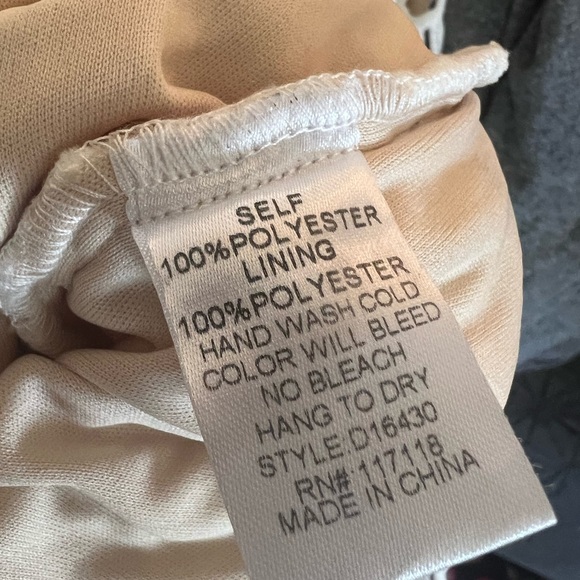 SELF
100%POLYESTER
LINING
100%POLYESTER
HAND WASH COLD
COLOR WILL BLEED
NO BLEACH
HANG TO DRY
STYLE:D16430
RN# 117118
MADE IN CHINA